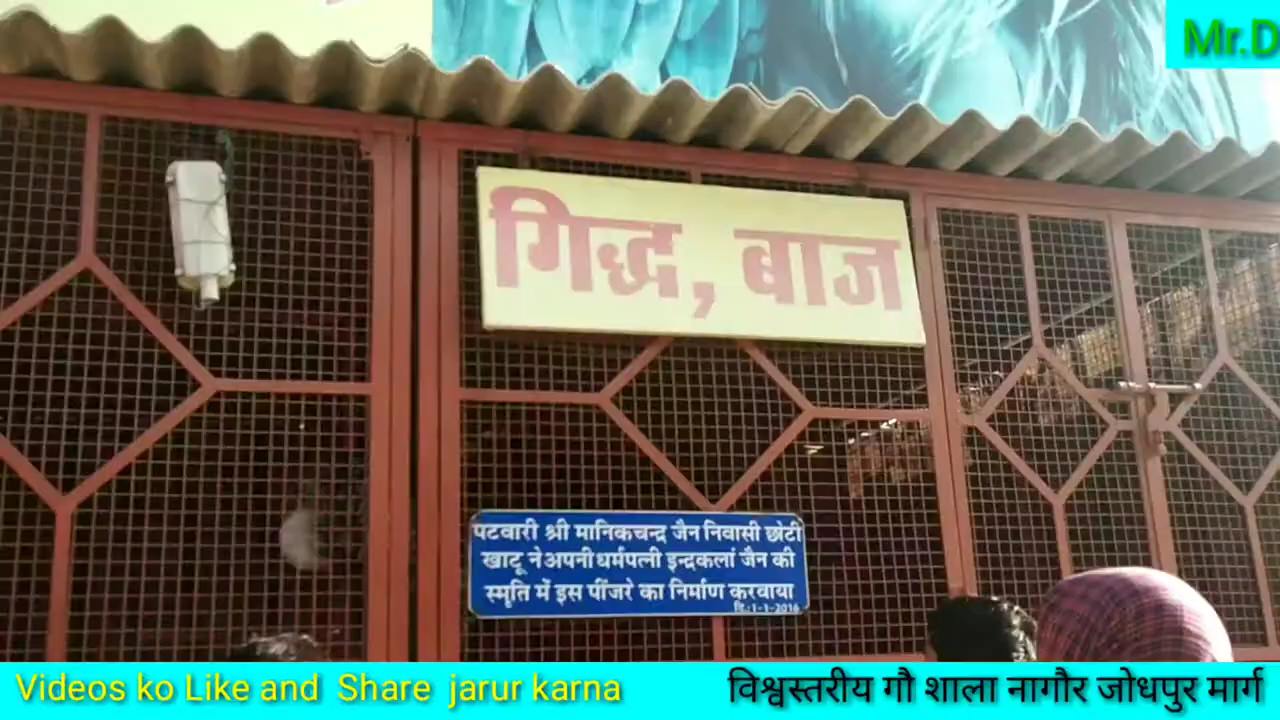 Mr.D
गिद्ध, बाज
पटवारी श्री मानिकचन्द्र जैन निवासी छोटी
खाटू ने अपनी धर्मपत्नी इन्द्रकलां जैन की
स्मृति में इस पींजरे का निर्माण करवाया
दि.:1-1-2016
Videos ko Like and Share jarur karna
विश्वस्तरीय गौ शाला नागौर जोधपुर मार्ग